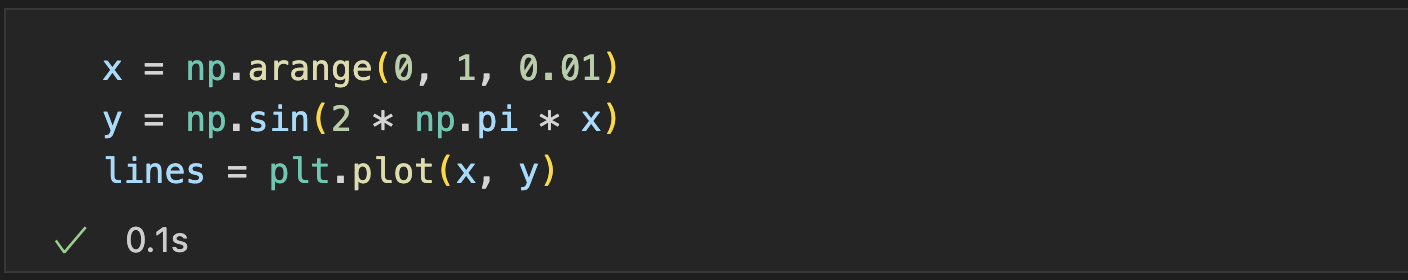 x = np.arange(0, 1, 0.01)
y = np.sin(2 * np.pi * x)
lines = plt.plot(x, y)
✓ 0.1s